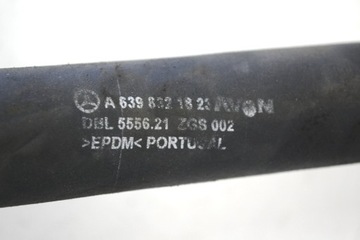 A 639 832 18 23 AVON
DBL 5556.21 ZGS 002
>EPDM< PORTUGAL